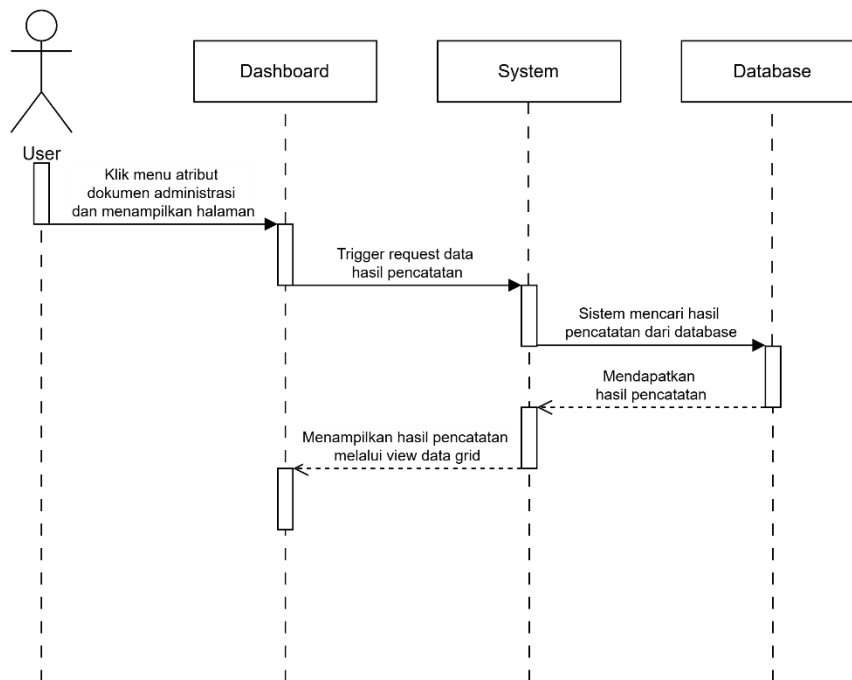 Dashboard
System
Database
User
Klik menu atribut
dokumen administrasi
dan menampilkan halaman
Trigger request data
hasil pencatatan
Sistem mencari hasil
pencatatan dari database
Mendapatkan
hasil pencatatan
Menampilkan hasil pencatatan
melalui view data grid